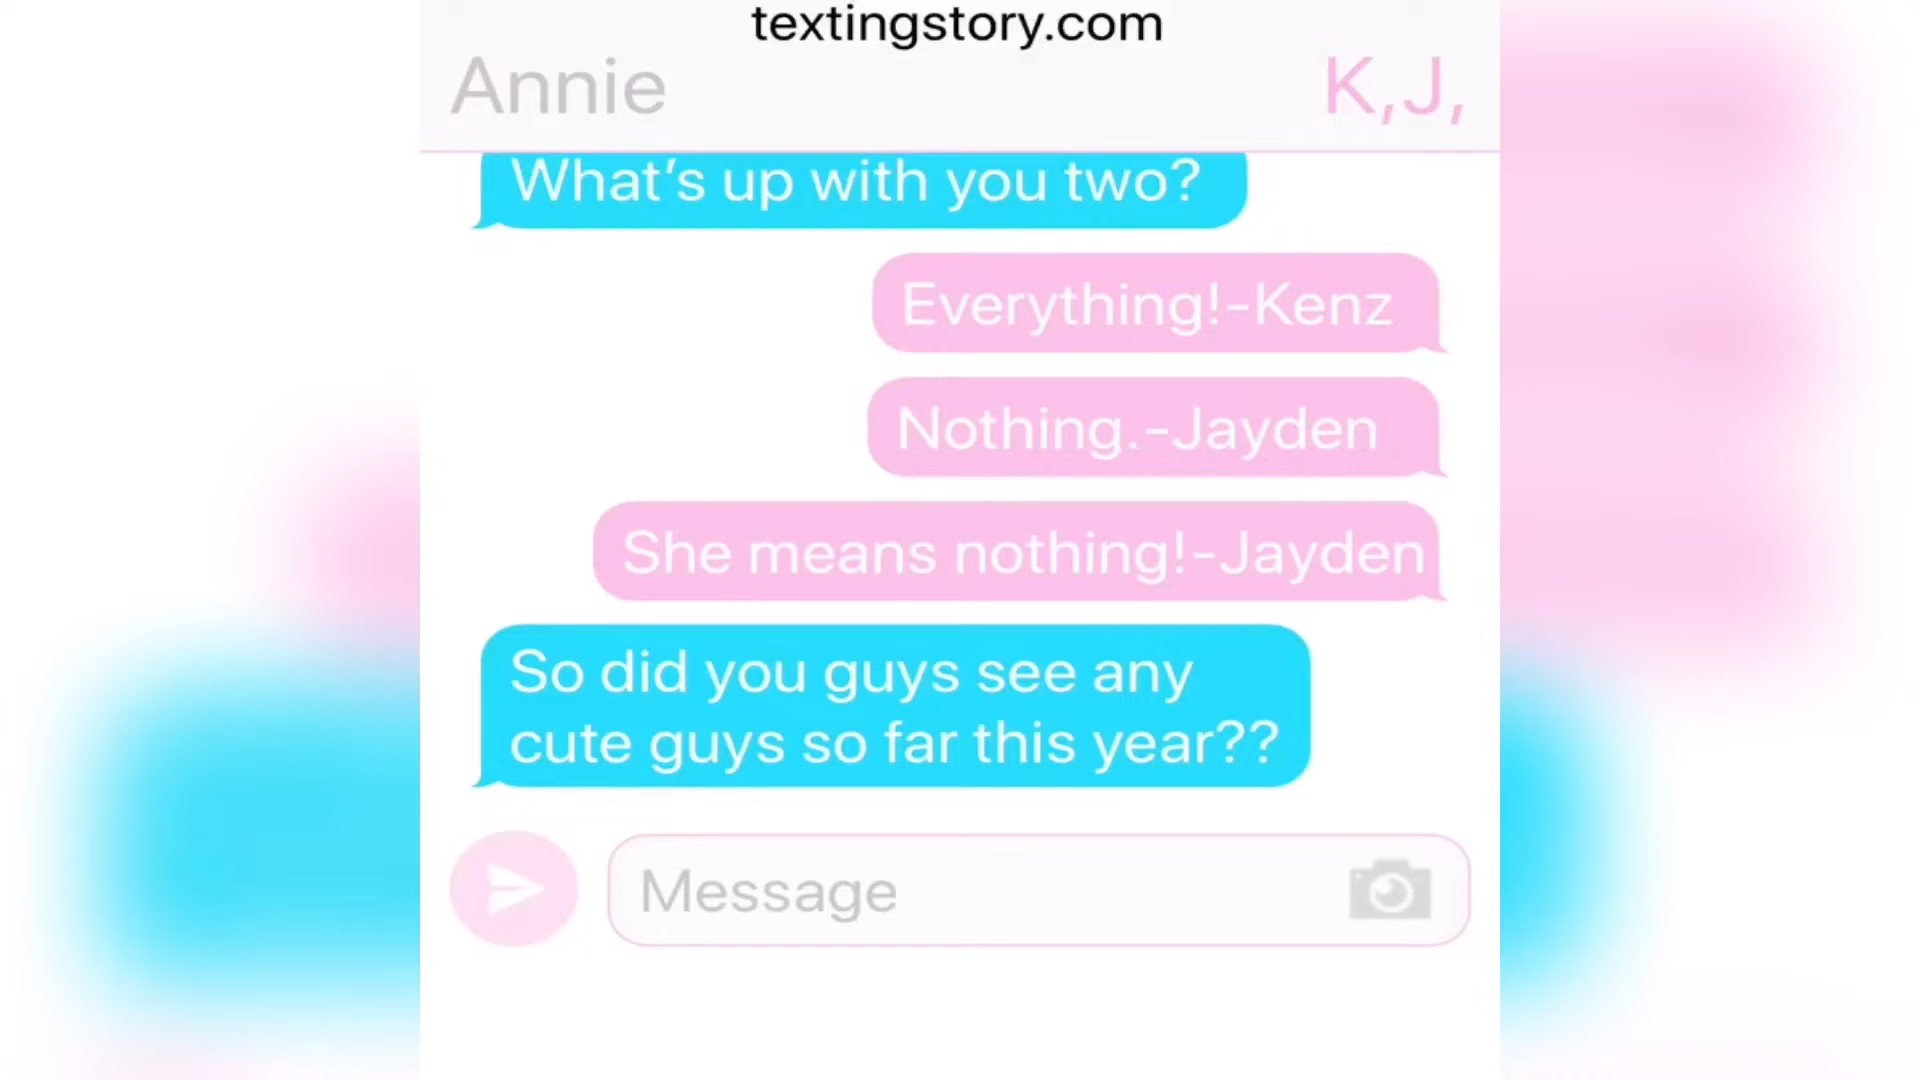 textingstory.com
Annie
K,J,
What’s up with you two?
Everything!-Kenz
Nothing.-Jayden
She means nothing!-Jayden
So did you guys see any
cute guys so far this year??
Message